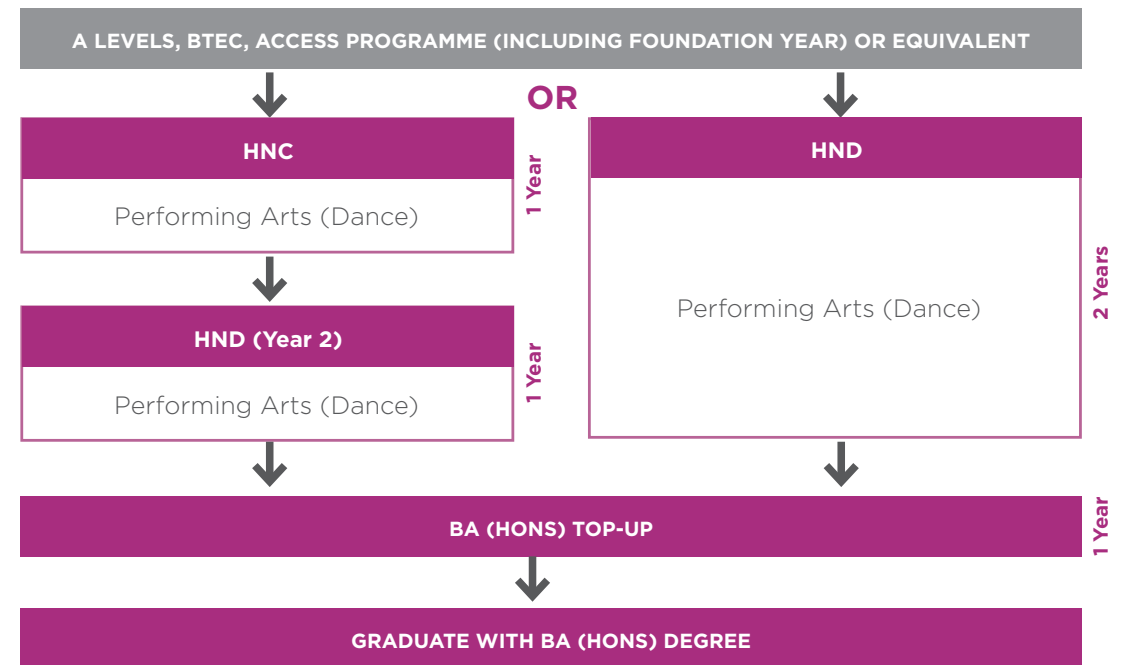 A LEVELS, BTEC, ACCESS PROGRAMME (INCLUDING FOUNDATION YEAR) OR EQUIVALENT
OR
HNC
Performing Arts (Dance)
1 Year
HND (Year 2)
Performing Arts (Dance)
1 Year
HND
Performing Arts (Dance)
2 Years
BA (HONS) TOP-UP
1 Year
GRADUATE WITH BA (HONS) DEGREE